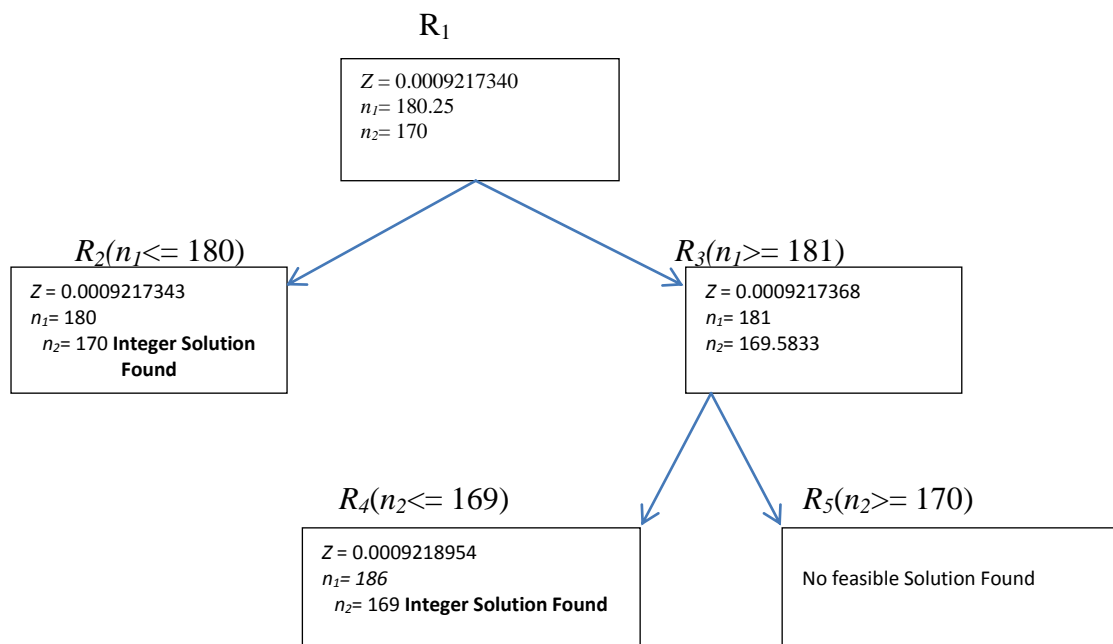 R₁
Z = 0.0009217340
n₁= 180.25
n₂= 170
R₂(n₁<= 180)
Z = 0.0009217343
n₁= 180
n₂= 170 Integer Solution
Found
R₃(n₁>= 181)
Z = 0.0009217368
n₁= 181
n₂= 169.5833
R₄(n₂<= 169)
Z = 0.0009218954
n₁= 186
n₂= 169 Integer Solution Found
R₅(n₂>= 170)
No feasible Solution Found